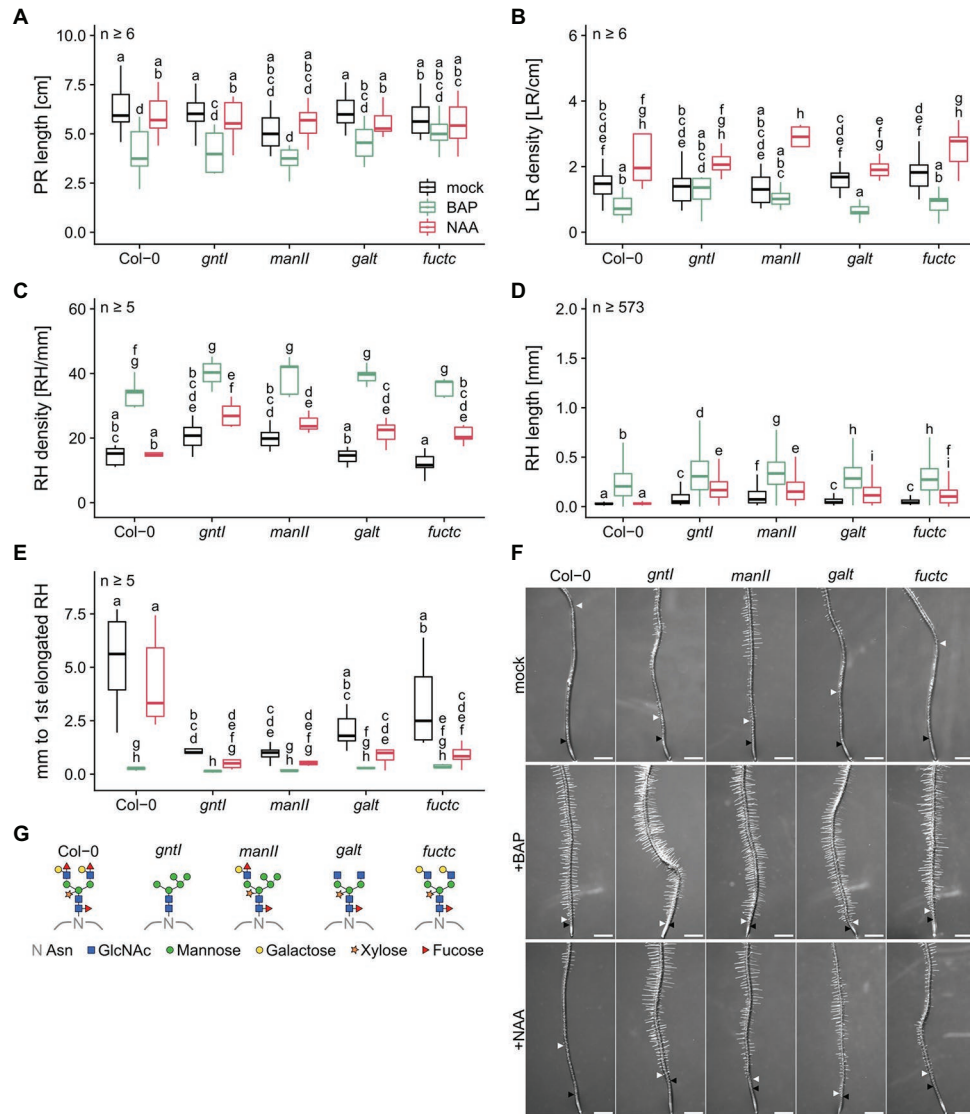 A
n ≥ 6
PR length [cm]
10.0
7.5
5.0
2.5
0.0
a
d
a b
a
c d
a b
a b c d
d
a b c d
a
b c d
a b
a b
a b c d
a b c
mock
BAP
NAA
Col−0
gntI
manII
galt
fuctc
B
n ≥ 6
LR density [LR/cm]
6
4
2
0
b c d e f
a b
f g h
b c d e
a b c d
f g h
a b c d e
a b c
h
c d e f
a
e f g
d e f
a b
g h
Col−0
gntI
manII
galt
fuctc
C
n ≥ 5
RH density [RH/mm]
60
40
20
0
a b c
f g
a b
b c d e
g
e f
b c d
g
d e
a b
g
c d e
a
g
b c d e
Col−0
gntI
manII
galt
fuctc
D
n ≥ 573
RH length [mm]
2.0
1.5
1.0
0.5
0.0
a
b
a
c
d
e
f
g
e
c
h
i
c
h
f i
Col−0
gntI
manII
galt
fuctc
E
n ≥ 5
mm to 1st elongated RH
7.5
5.0
2.5
0.0
a
g h
a
b c d
h
d e f g
c d e
g h
d e f g
a b c
f g h
c d e
a b
e f g h
c d e f
Col−0
gntI
manII
galt
fuctc
F
Col−0
gntI
manII
galt
fuctc
mock
+BAP
+NAA
G
Col−0
gntI
manII
galt
fuctc
N
N
N
N
N
N Asn
GlcNAc
Mannose
Galactose
Xylose
Fucose